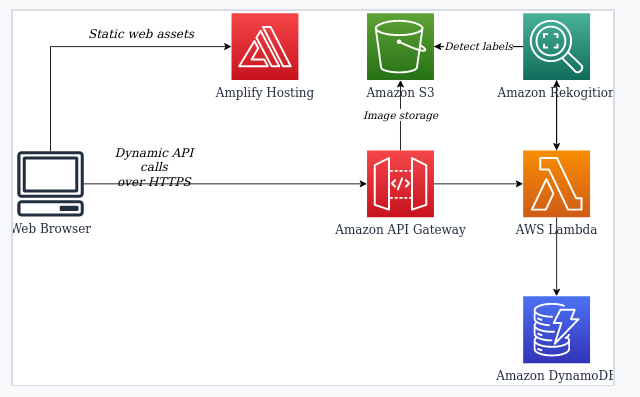 Static web assets
Detect labels
Amplify Hosting
Amazon S3
Amazon Rekogition
Image storage
Dynamic API
calls
over HTTPS
Web Browser
Amazon API Gateway
AWS Lambda
Amazon DynamoDB